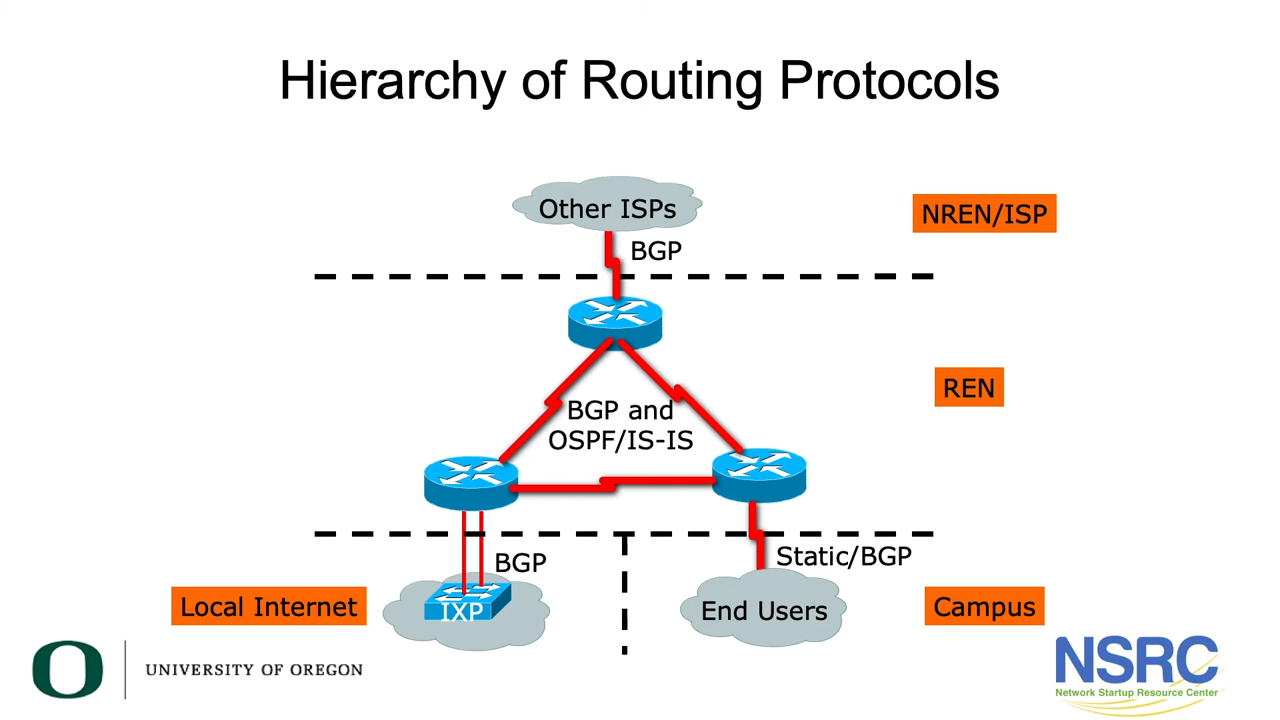 Hierarchy of Routing Protocols
Other ISPs
NREN/ISP
BGP
REN
BGP and
OSPF/IS-IS
BGP
Static/BGP
Local Internet
IXP
End Users
Campus
UNIVERSITY OF OREGON
NSRC
Network Startup Resource Center